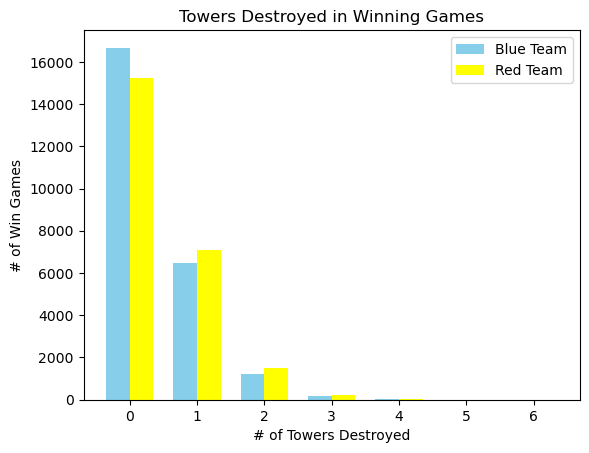 Towers Destroyed in Winning Games
Blue Team
Red Team
# of Win Games
16000
14000
12000
10000
8000
6000
4000
2000
0
0 1 2 3 4 5 6
# of Towers Destroyed